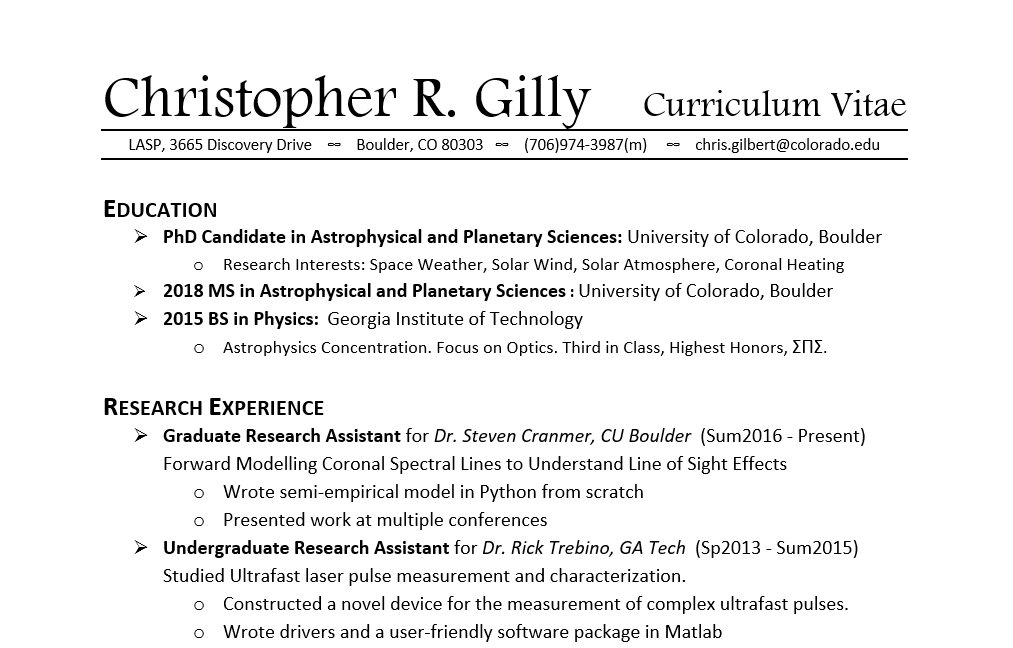 Christopher R. Gilly Curriculum Vitae
LASP, 3665 Discovery Drive ∞ Boulder, CO 80303 ∞ (706)974-3987(m) ∞ chris.gilbert@colorado.edu
EDUCATION
➢ PhD Candidate in Astrophysical and Planetary Sciences: University of Colorado, Boulder
o Research Interests: Space Weather, Solar Wind, Solar Atmosphere, Coronal Heating
➢ 2018 MS in Astrophysical and Planetary Sciences : University of Colorado, Boulder
➢ 2015 BS in Physics: Georgia Institute of Technology
o Astrophysics Concentration. Focus on Optics. Third in Class, Highest Honors, ΣΠΣ.
RESEARCH EXPERIENCE
➢ Graduate Research Assistant for Dr. Steven Cranmer, CU Boulder (Sum2016 - Present)
Forward Modelling Coronal Spectral Lines to Understand Line of Sight Effects
o Wrote semi-empirical model in Python from scratch
o Presented work at multiple conferences
➢ Undergraduate Research Assistant for Dr. Rick Trebino, GA Tech (Sp2013 - Sum2015)
Studied Ultrafast laser pulse measurement and characterization.
o Constructed a novel device for the measurement of complex ultrafast pulses.
o Wrote drivers and a user-friendly software package in Matlab